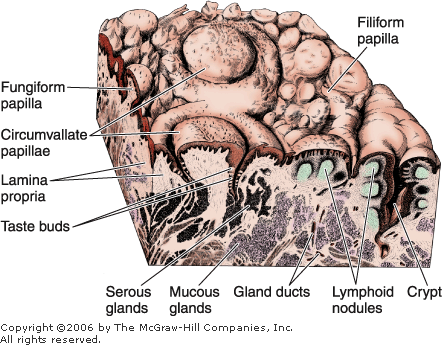 Filiform
papilla
Fungiform
papilla
Circumvallate
papillae
Lamina
propria
Taste buds
Serous
glands
Mucous
glands
Gland ducts
Lymphoid
nodules
Crypt
Copyright ©2006 by The McGraw-Hill Companies, Inc.
All rights reserved.